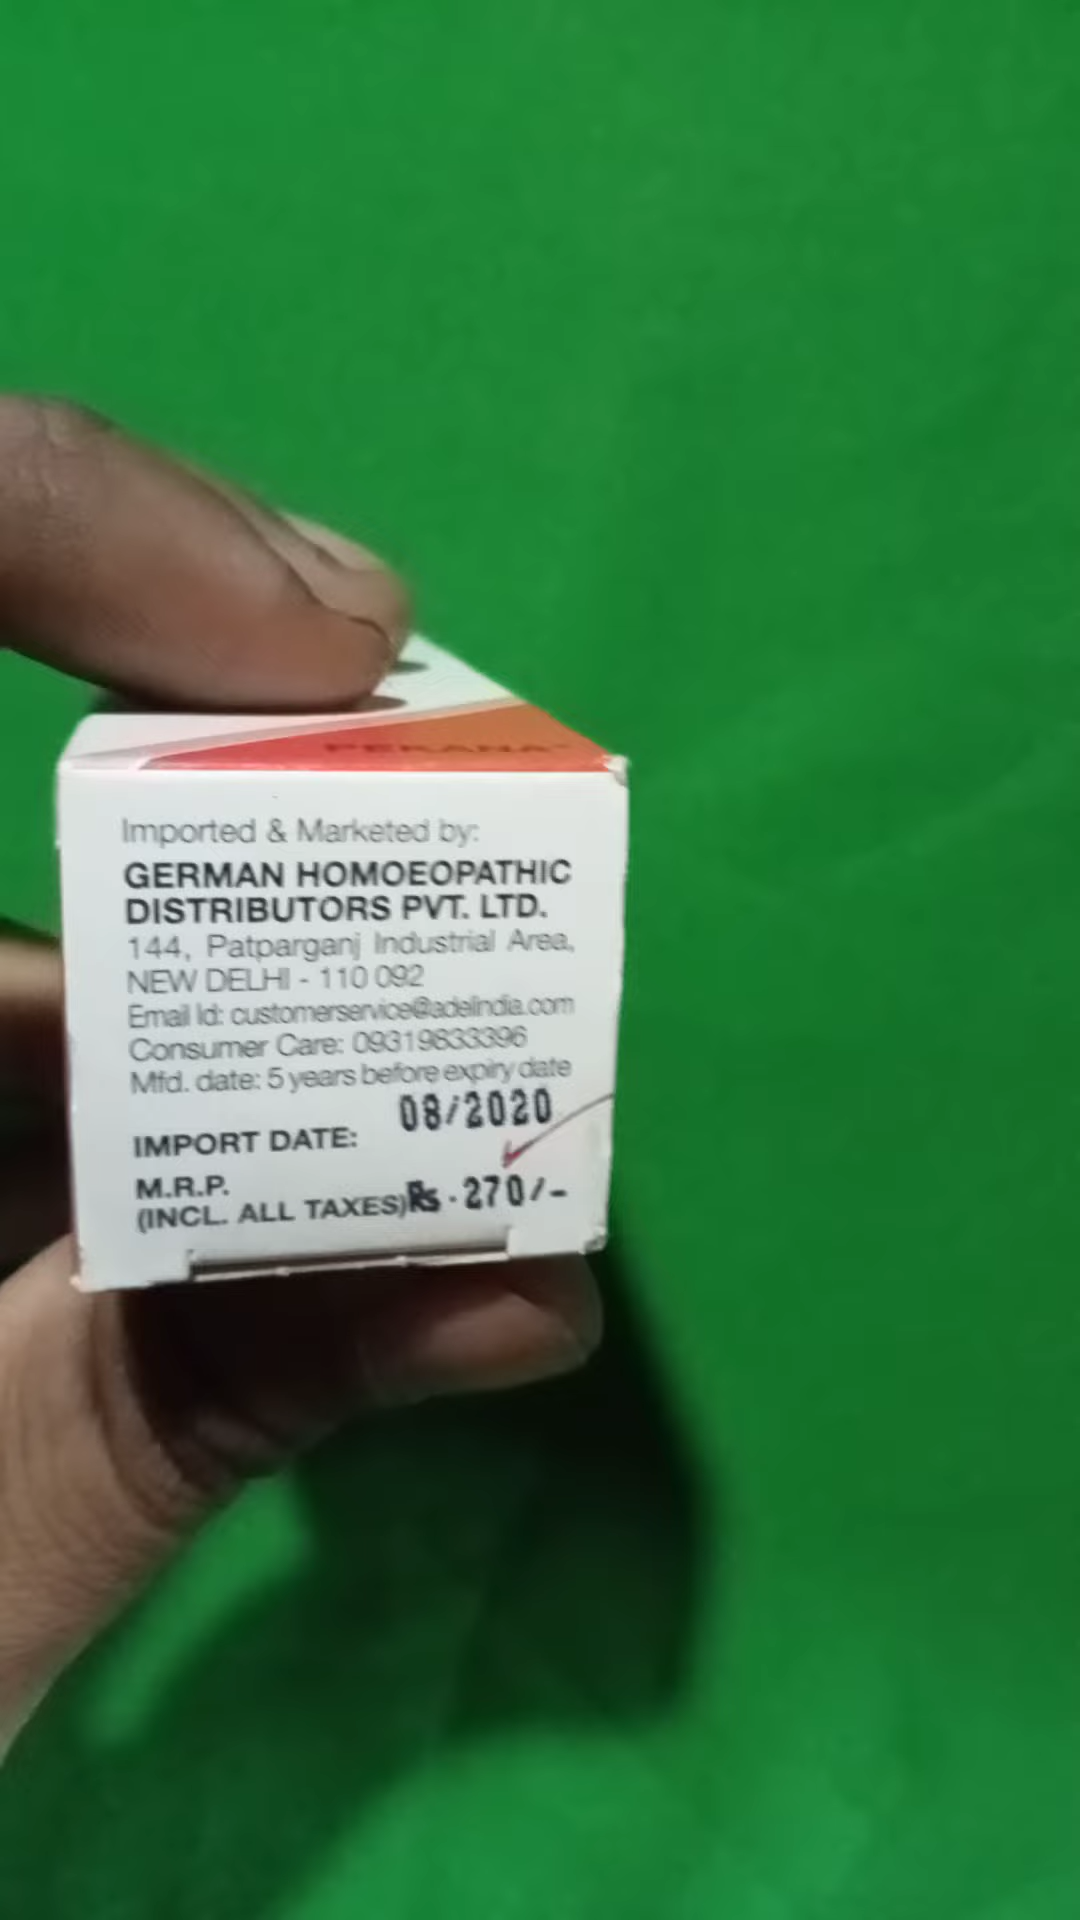 PEKANA
Imported & Marketed by:
GERMAN HOMOEOPATHIC
DISTRIBUTORS PVT. LTD.
144, Patparganj Industrial Area,
NEW DELHI - 110 092
Email Id: customerservice@adelindia.com
Consumer Care: 09319833396
Mfd. date: 5 years before expiry date
08/2020
IMPORT DATE:
M.R.P.
(INCL. ALL TAXES) Rs.270/-